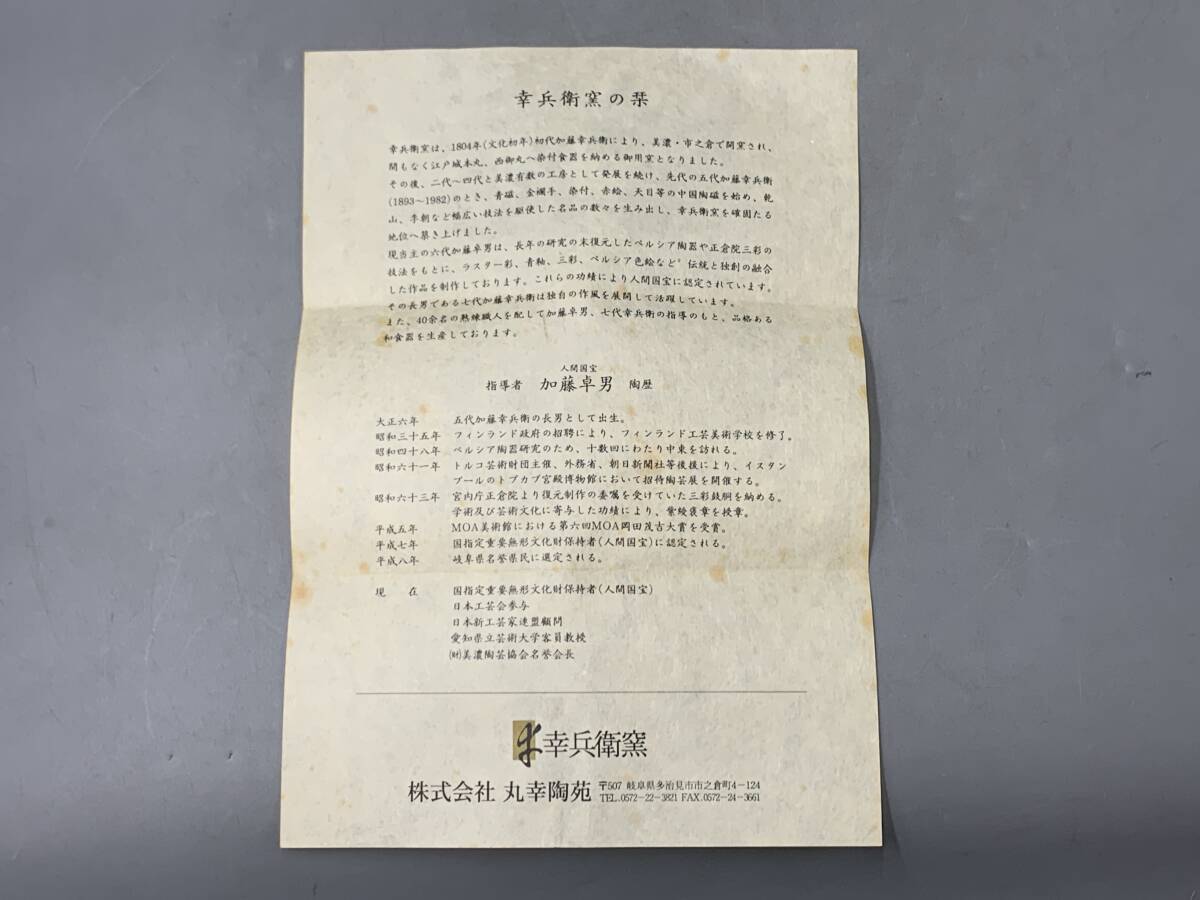 幸兵衛窯の栞
幸兵衛窯は、1804年(文化初年)初代加藤幸兵衛により、美濃・市之倉で開窯され、
間もなく江戸城本丸、西御丸へ染付食器を納める御用窯となりました。
その後、二代〜四代と美濃有数の工房として発展を続け、先代の五代加藤幸兵衛
(1893〜1982)のとき、青磁、金襴手、染付、赤絵、天目等の中国陶磁を始め、乾
山、李朝など幅広い技法を駆使した名品の数々を生み出し、幸兵衛窯を確固たる
地位へ築き上げました。
現当主の六代加藤卓男は、長年の研究の末復元したペルシア陶器や正倉院三彩の
技法をもとに、ラスター彩、青釉、三彩、ペルシア色絵など〝伝統と独創の融合
した作品を制作しております。これらの功績により人間国宝に認定されています。
その長男である七代加藤幸兵衛は独自の作風を展開して活躍しています。
また、40余名の熟練職人を配して加藤卓男、七代幸兵衛の指導のもと、品格ある
和食器を生産しております。
人間国宝
指導者 加藤卓男 陶歴
大正六年 五代加藤幸兵衛の長男として出生。
昭和三十五年 フィンランド政府の招聘により、フィンランド工芸美術学校を修了。
昭和四十八年 ペルシア陶器研究のため、十数回にわたり中東を訪れる。
昭和六十一年 トルコ芸術財団主催、外務省、朝日新聞社等後援により、イスタン
ブールのトプカプ宮殿博物館において招待陶芸展を開催する。
昭和六十三年 宮内庁正倉院より復元制作の委嘱を受けていた三彩鼓胴を納める。
学術及び芸術文化に寄与した功績により、紫綬褒章を授章。
平成五年 MOA美術館における第六回MOA岡田茂吉大賞を受賞。
平成七年 国指定重要無形文化財保持者(人間国宝)に認定される。
平成八年 岐阜県名誉県民に選定される。
現在 国指定重要無形文化財保持者(人間国宝)
日本工芸会参与
日本新工芸家連盟顧問
愛知県立芸術大学客員教授
㈶美濃陶芸協会名誉会長
幸兵衛窯
株式会社 丸幸陶苑 〒507 岐阜県多治見市市之倉町4-124
TEL.0572-22-3821 FAX.0572-24-3661